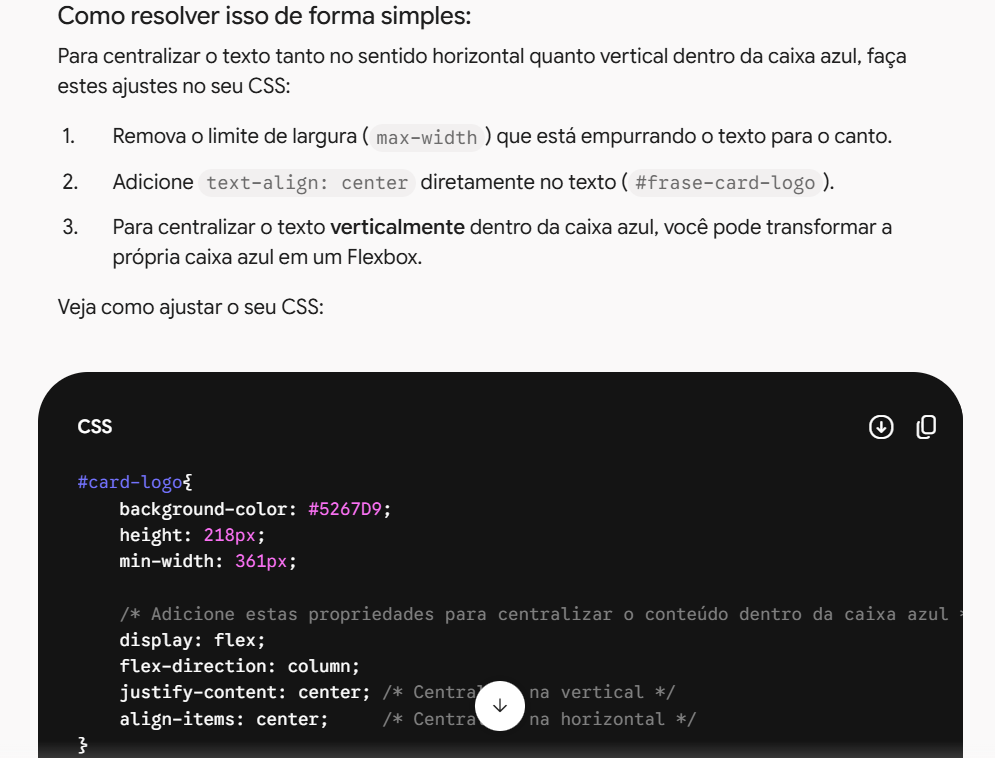 Como resolver isso de forma simples:
Para centralizar o texto tanto no sentido horizontal quanto vertical dentro da caixa azul, faça
estes ajustes no seu CSS:
1. Remova o limite de largura ( max-width ) que está empurrando o texto para o canto.
2. Adicione text-align: center diretamente no texto ( #frase-card-logo ).
3. Para centralizar o texto verticalmente dentro da caixa azul, você pode transformar a
própria caixa azul em um Flexbox.
Veja como ajustar o seu CSS:
CSS
#card-logo{
    background-color: #5267D9;
    height: 218px;
    min-width: 361px;
    /* Adicione estas propriedades para centralizar o conteúdo dentro da caixa azul
    display: flex;
    flex-direction: column;
    justify-content: center; /* Central na vertical */
    align-items: center;     /* Centra na horizontal */
}